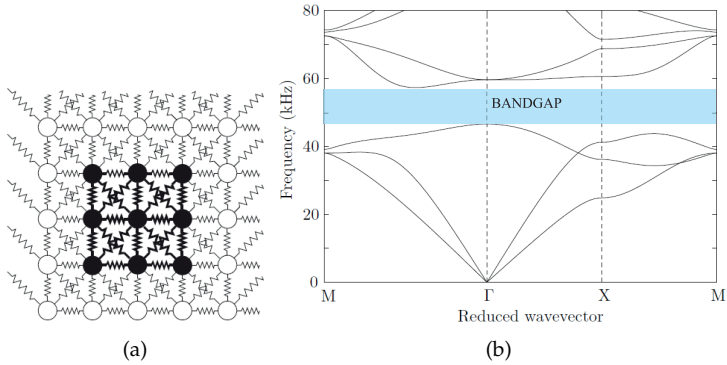 80
60
40
20
0
Frequency (kHz)
BANDGAP
M Γ X M
Reduced wavevector
(a) (b)